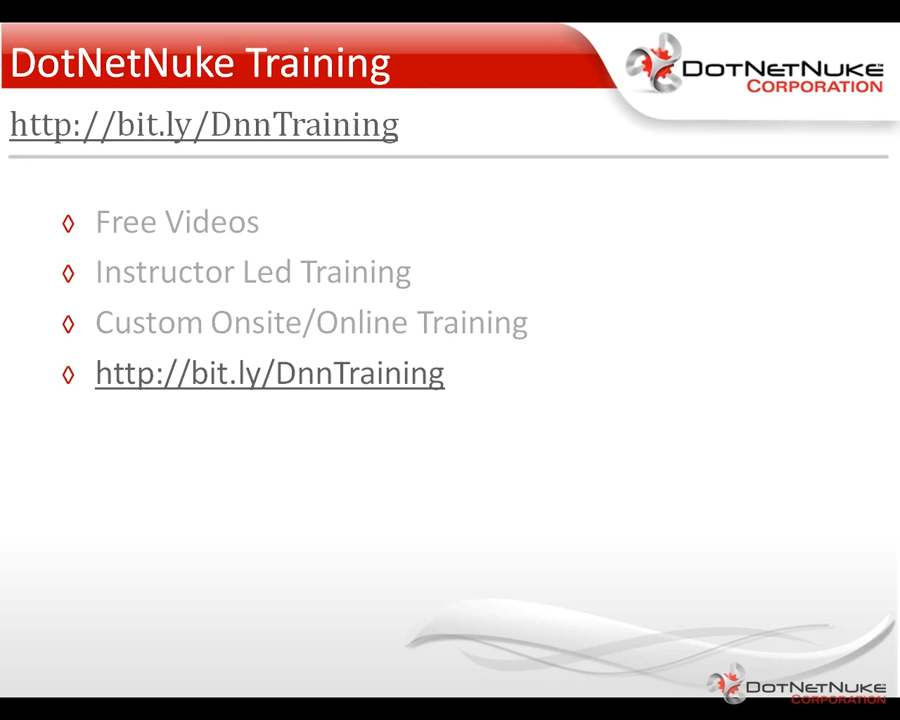 DotNetNuke Training
DOTNETNUKE
CORPORATION
http://bit.ly/DnnTraining
Free Videos
Instructor Led Training
Custom Onsite/Online Training
http://bit.ly/DnnTraining
DOTNETNUKE
CORPORATION